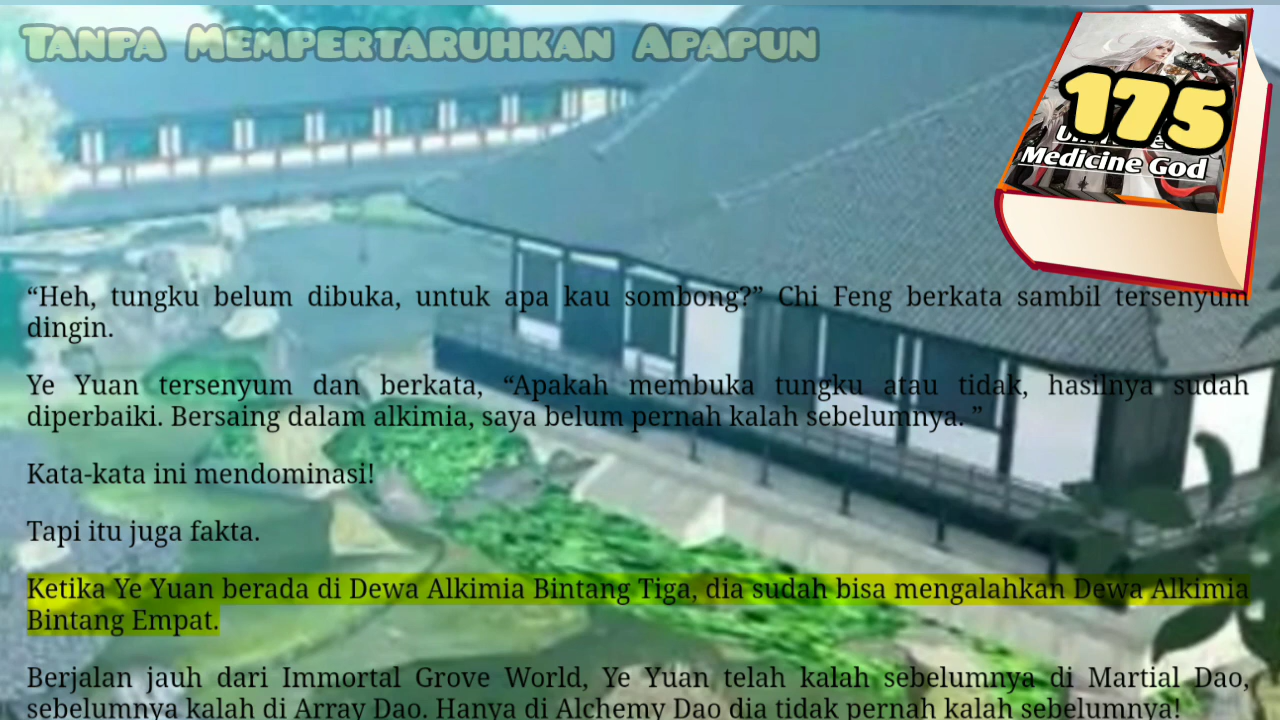 Tanpa Mempertaruhkan Apapun
175
Medicine God
“Heh, tungku belum dibuka, untuk apa kau sombong?” Chi Feng berkata sambil tersenyum
dingin.
Ye Yuan tersenyum dan berkata, “Apakah membuka tungku atau tidak, hasilnya sudah
diperbaiki. Bersaing dalam alkimia, saya belum pernah kalah sebelumnya. ”
Kata-kata ini mendominasi!
Tapi itu juga fakta.
Ketika Ye Yuan berada di Dewa Alkimia Bintang Tiga, dia sudah bisa mengalahkan Dewa Alkimia
Bintang Empat.
Berjalan jauh dari Immortal Grove World, Ye Yuan telah kalah sebelumnya di Martial Dao,
sebelumnya kalah di Array Dao. Hanya di Alchemy Dao dia tidak pernah kalah sebelumnya!